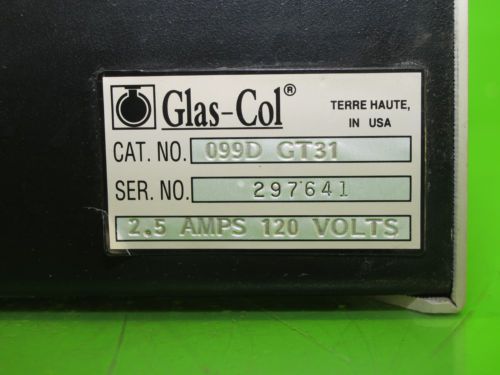 Glas-Col® TERRE HAUTE,
IN USA
CAT. NO. 099D GT31
SER. NO. 297641
2.5 AMPS 120 VOLTS